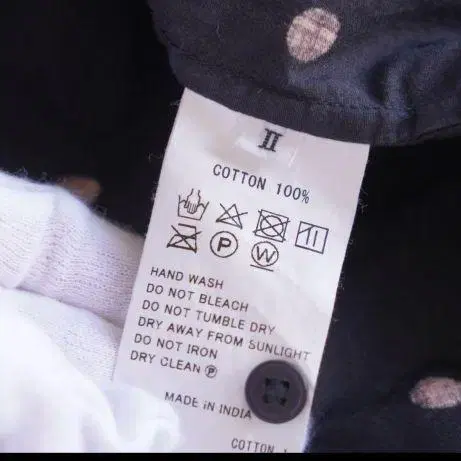 II
COTTON 100%
P W
HAND WASH
DO NOT BLEACH
DO NOT TUMBLE DRY
DRY AWAY FROM SUNLIGHT
DO NOT IRON
DRY CLEAN Ⓟ
MADE IN INDIA
COTTON